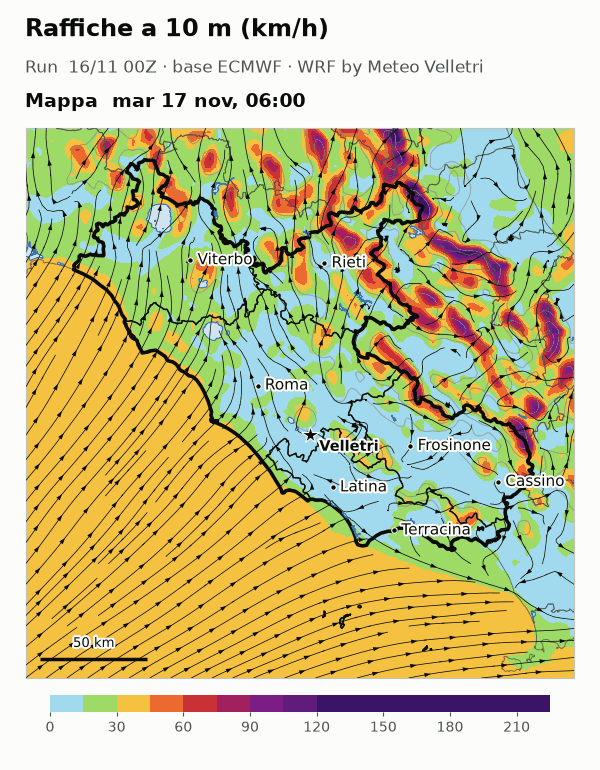 Raffiche a 10 m (km/h)
Run 16/11 00Z · base ECMWF · WRF by Meteo Velletri
Mappa mar 17 nov, 06:00
Viterbo
Rieti
Roma
Velletri
Frosinone
Latina
Cassino
Terracina
50 km
0 30 60 90 120 150 180 210